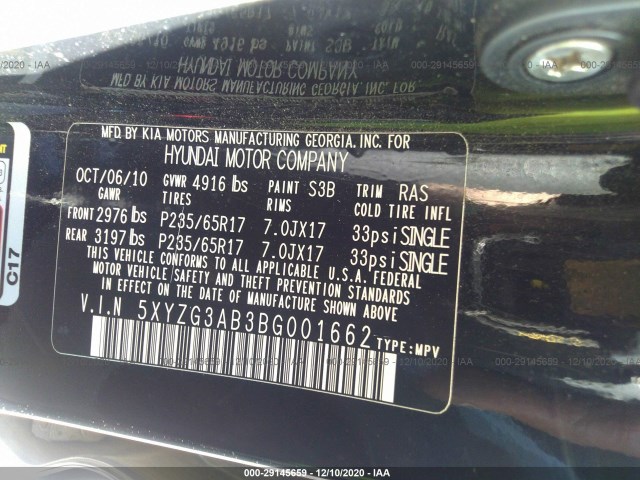 MFD. BY KIA MOTORS MANUFACTURING GEORGIA, INC. FOR
HYUNDAI MOTOR COMPANY
OCT/06/10 GVWR 4916 lbs PAINT S3B TRIM RAS
GAWR TIRES RIMS COLD TIRE INFL
FRONT 2976 lbs P235/65R17 7.0JX17 33psi SINGLE
REAR 3197 lbs P235/65R17 7.0JX17 33psi SINGLE
THIS VEHICLE CONFORMS TO ALL APPLICABLE U.S.A. FEDERAL
MOTOR VEHICLE SAFETY AND THEFT PREVENTION STANDARDS
IN EFFECT ON THE DATE OF MANUFACTURE SHOWN ABOVE.
V.I.N 5XYZG3AB3BG001662 TYPE: MPV
C17
000-29145659 - 12/10/2020 - IAA